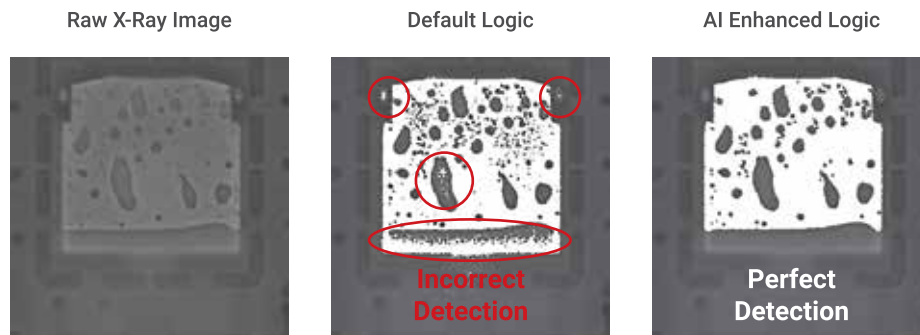 Raw X-Ray Image
Default Logic
AI Enhanced Logic
Incorrect
Detection
Perfect
Detection